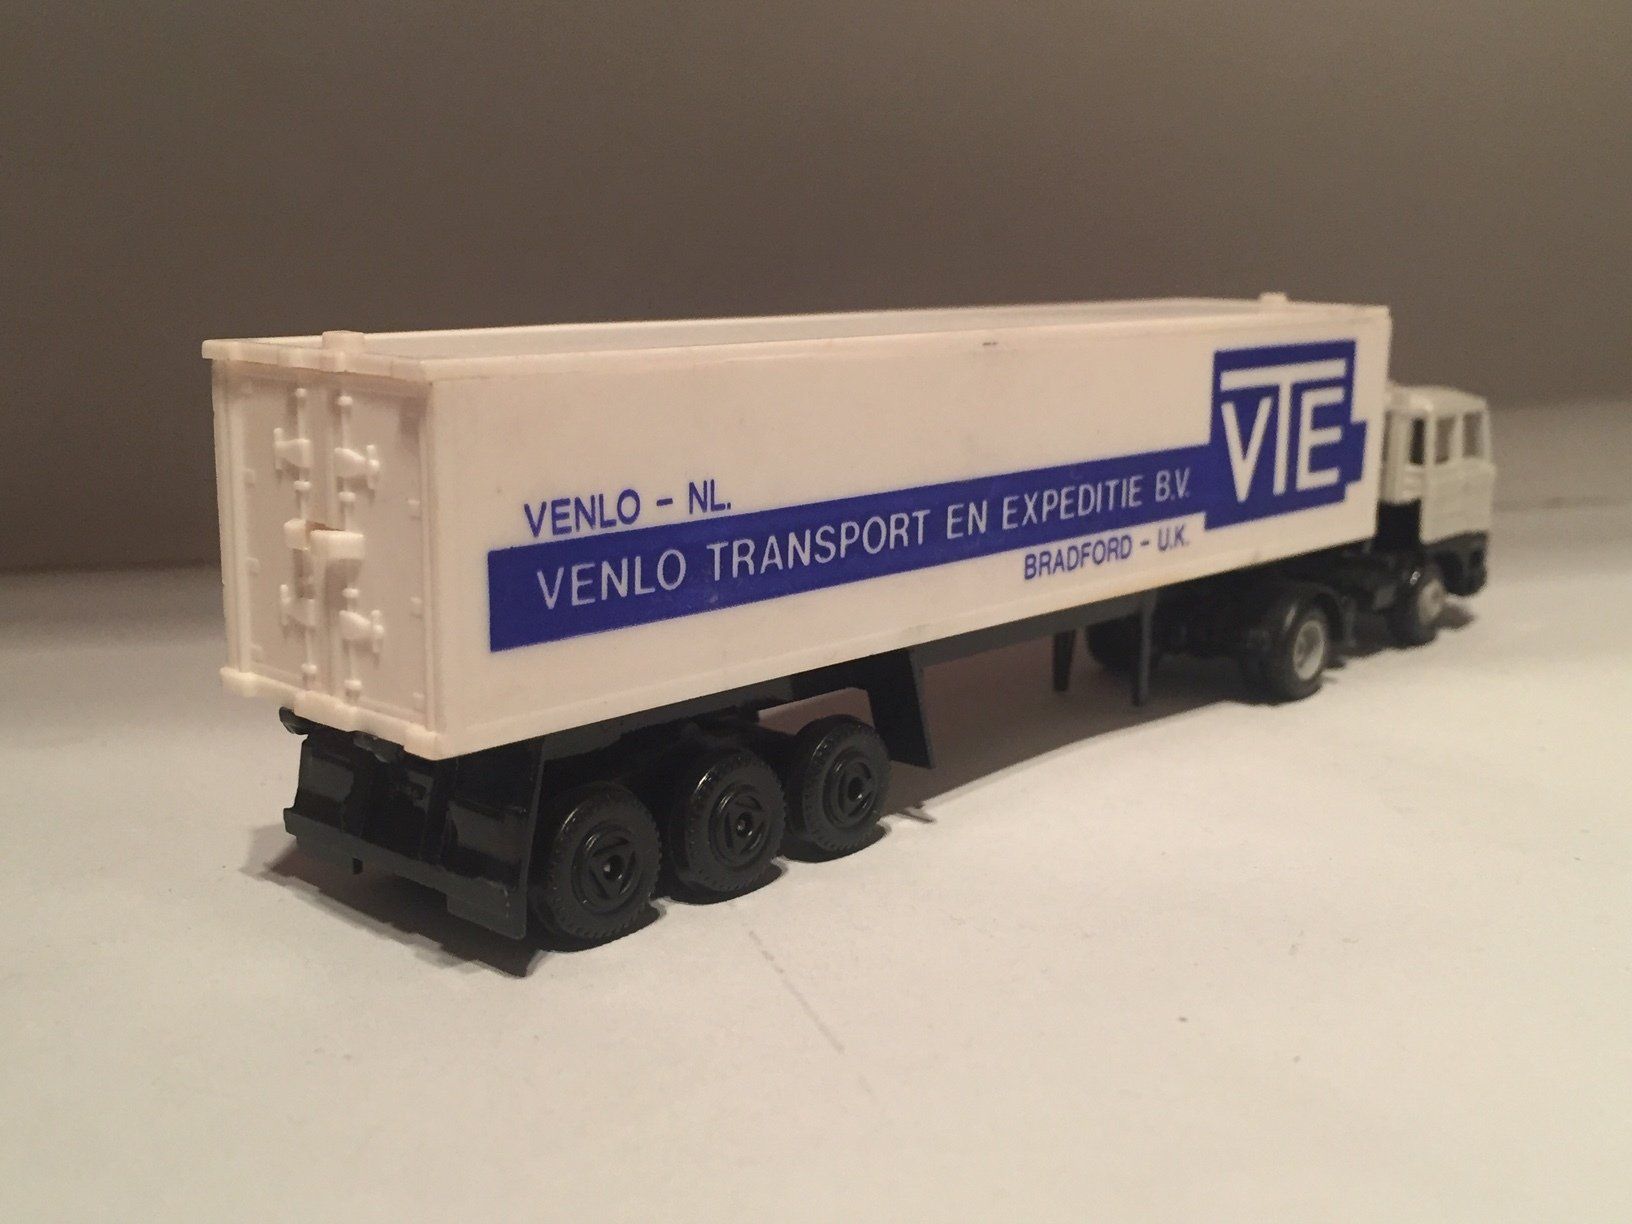 VTE
VENLO - NL.
VENLO TRANSPORT EN EXPEDITIE B.V.
BRADFORD - U.K.